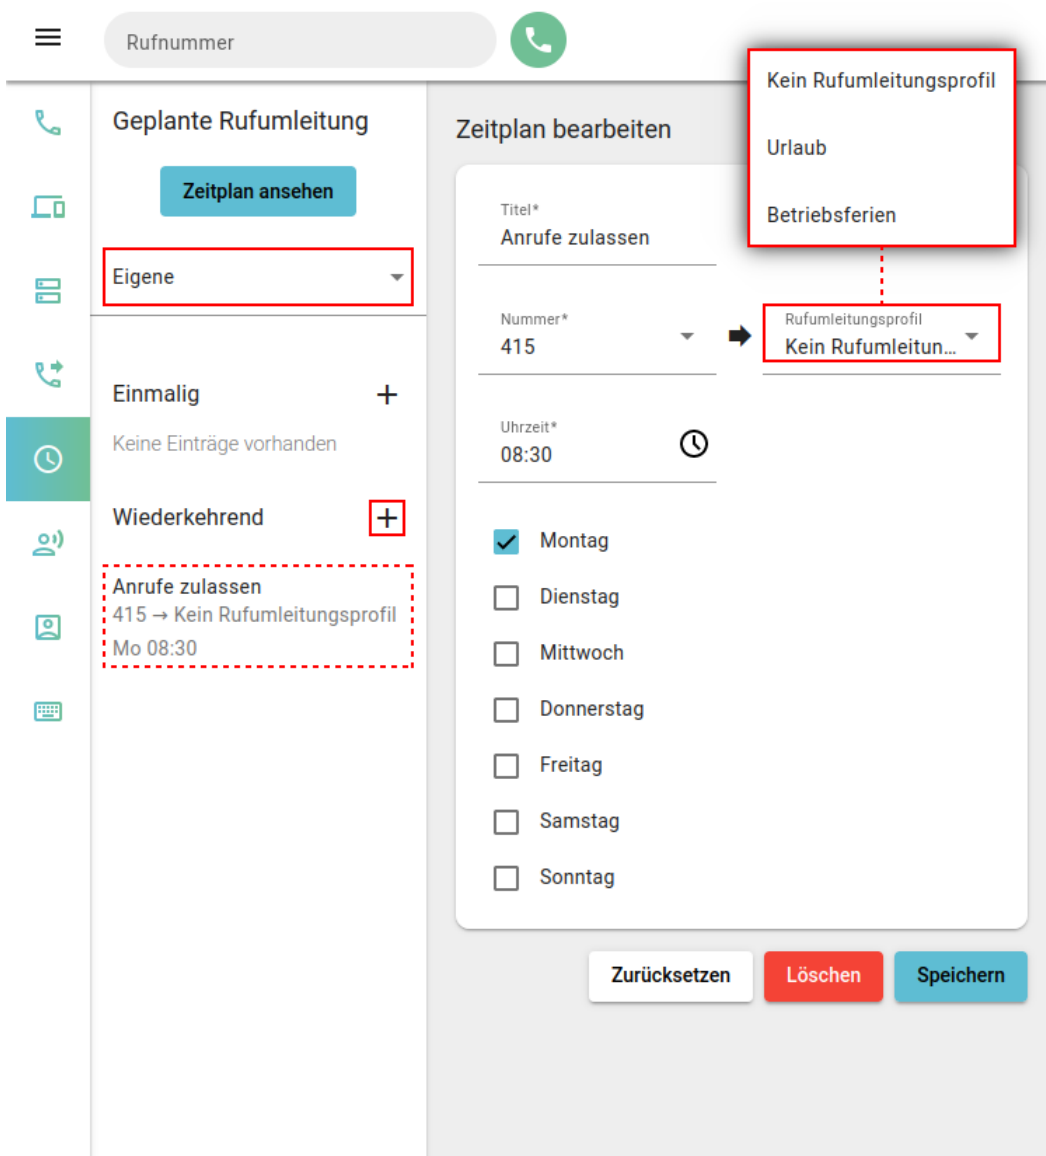 Rufnummer
Geplante Rufumleitung
Zeitplan ansehen
Eigene
Einmalig
Keine Einträge vorhanden
Wiederkehrend
Anrufe zulassen
415 → Kein Rufumleitungsprofil
Mo 08:30
Zeitplan bearbeiten
Kein Rufumleitungsprofil
Urlaub
Betriebsferien
Titel*
Anrufe zulassen
Nummer*
415
Rufumleitungsprofil
Kein Rufumleitun...
Uhrzeit*
08:30
Montag
Dienstag
Mittwoch
Donnerstag
Freitag
Samstag
Sonntag
Zurücksetzen
Löschen
Speichern